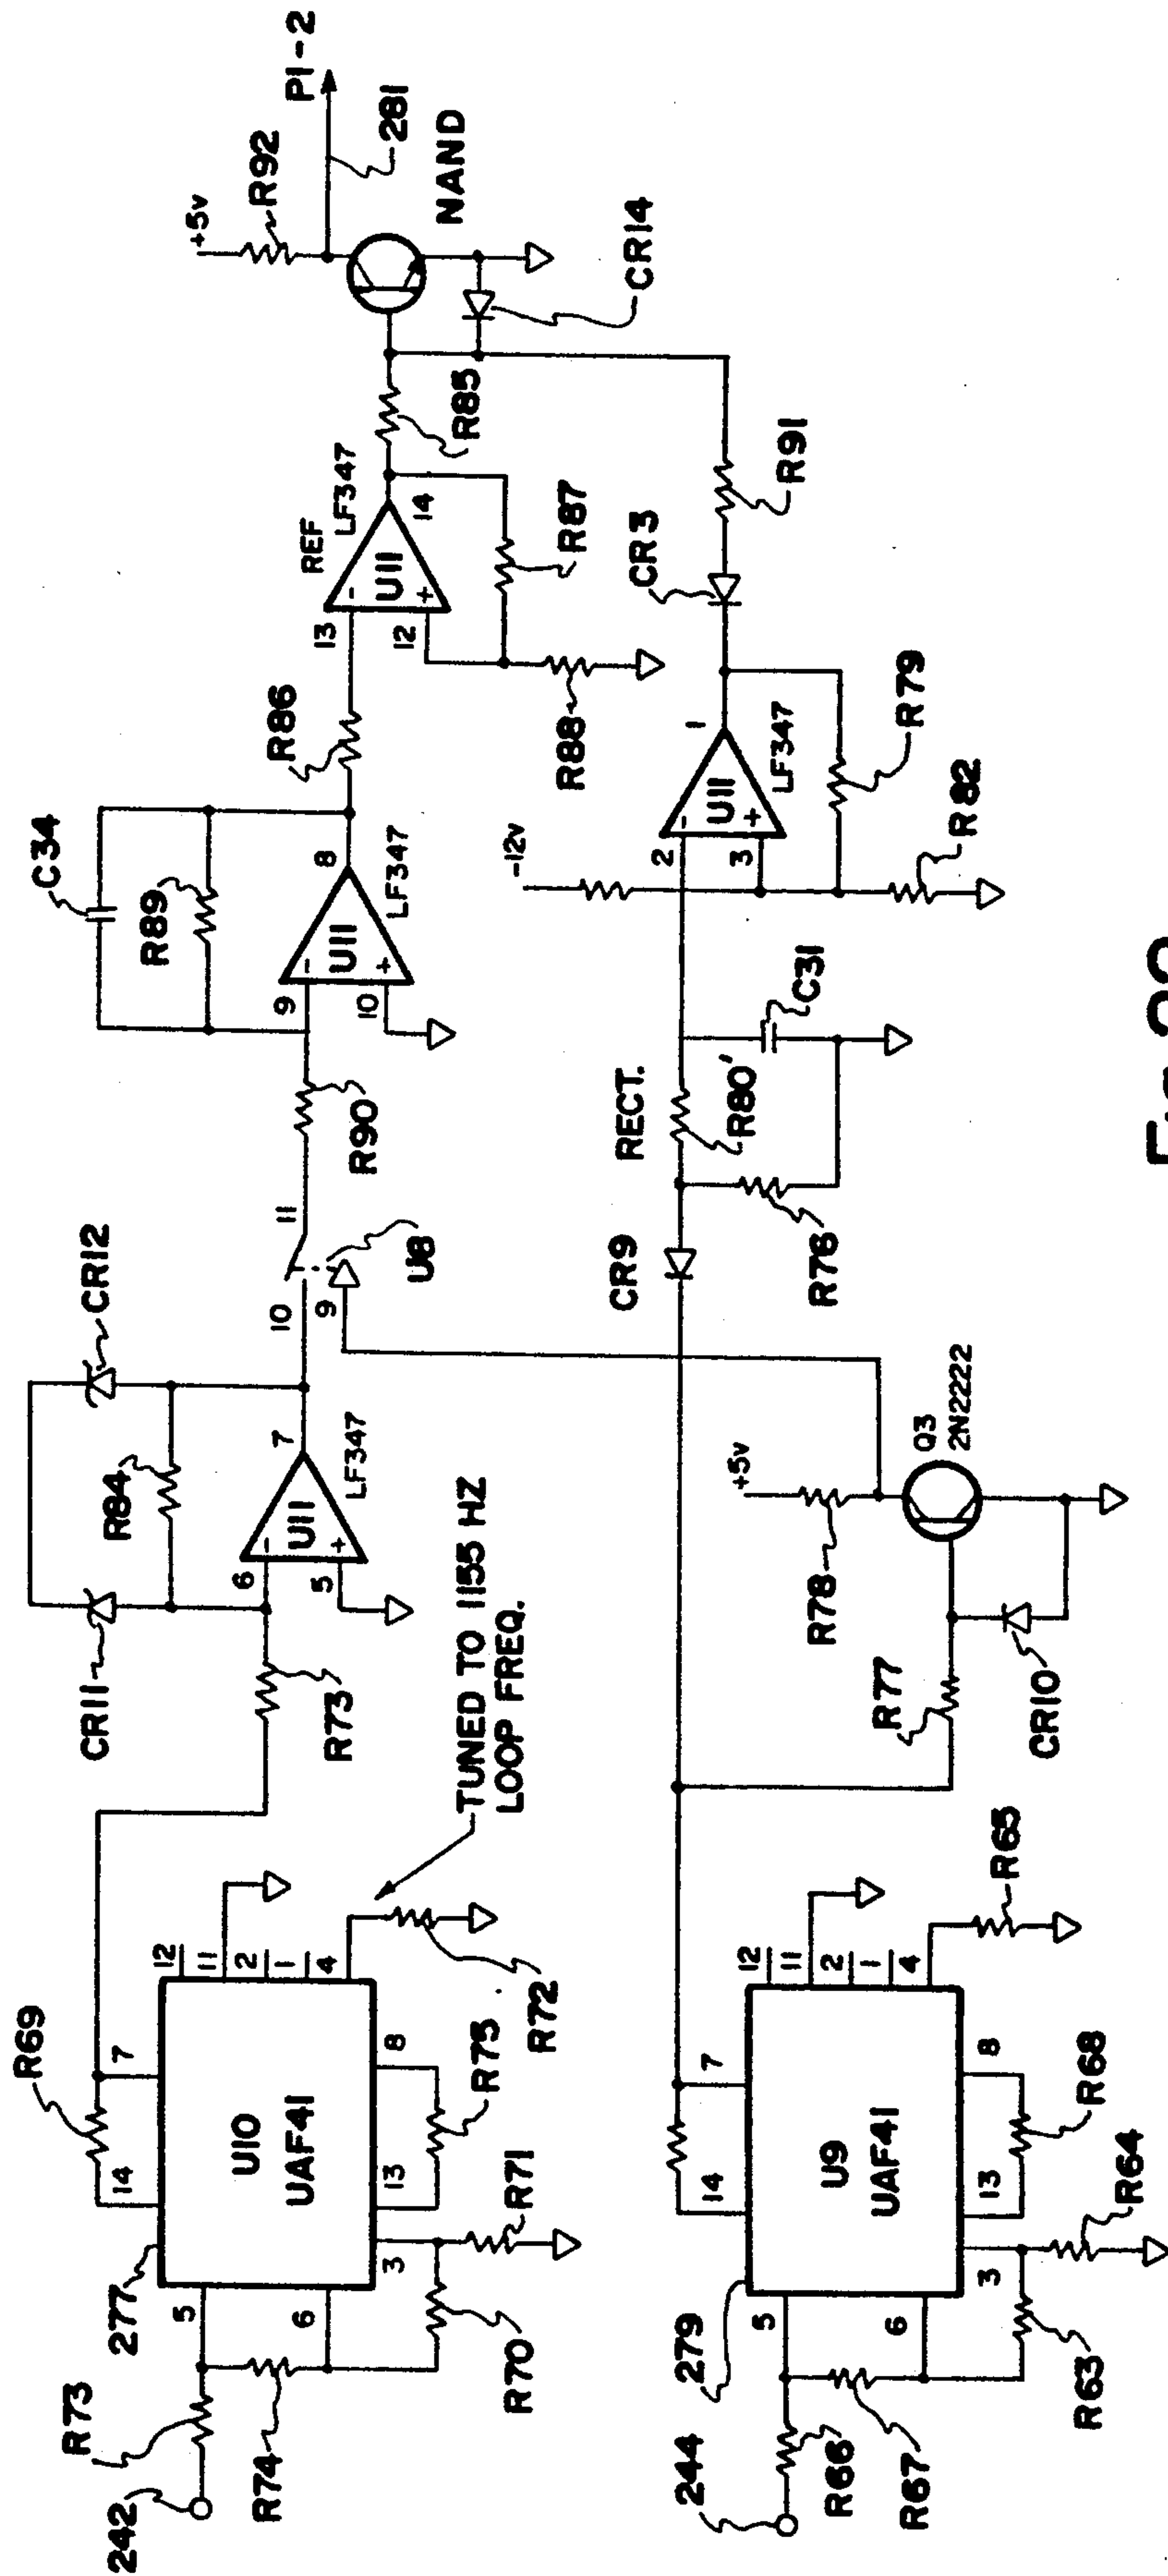 242
R73
277
R69
14
7
5
6
U10
UAF41
12
11
2
1
4
3
13
8
R74
R70
R71
R75
R72
TUNED TO 1155 HZ
LOOP FREQ.
R73
CR11
CR12
R84
6
5
U11
-
+
7
LF347
10
11
9
U8
R90
C34
R89
9
10
U11
-
+
8
LF347
R86
13
12
REF
LF347
U11
-
+
14
R88
R87
R85
+5v
R92
P1-2
281
NAND
CR14
244
R66
279
14
7
5
6
U9
UAF41
12
11
2
1
4
3
13
8
R67
R63
R64
R68
R65
R77
CR10
R78
+5v
Q3
2N2222
CR9
RECT.
R76
R80'
C31
-12v
2
3
U11
-
+
1
LF347
R82
R79
CR3
R91